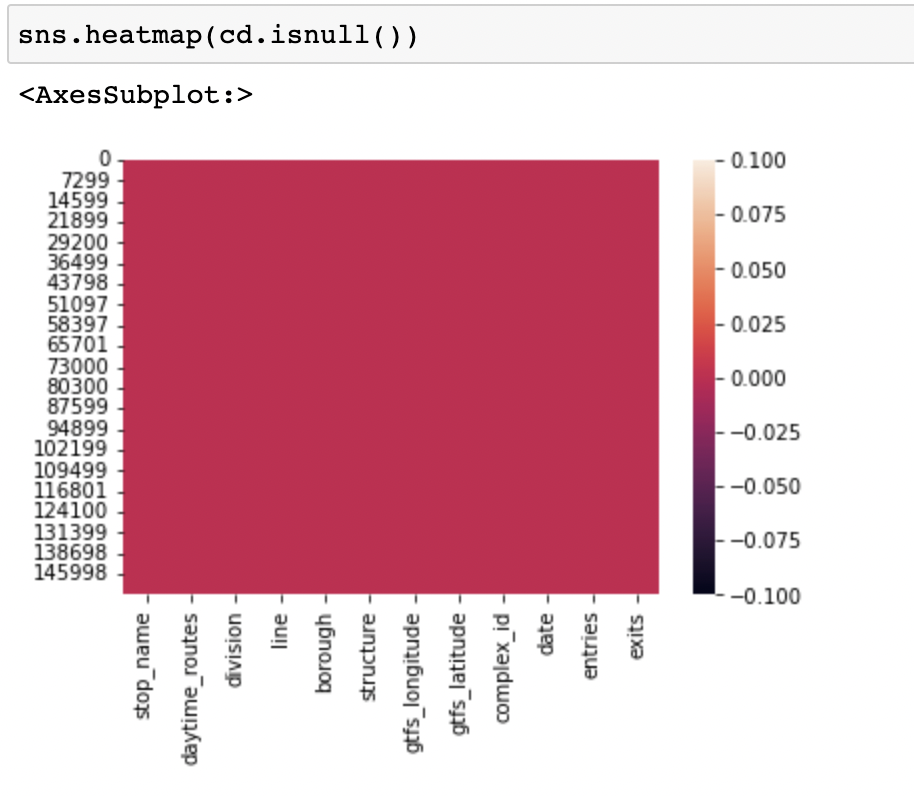 sns.heatmap(cd.isnull())
<AxesSubplot:>
0
7299
14599
21899
29200
36499
43798
51097
58397
65701
73000
80300
87599
94899
102199
109499
116801
124100
131399
138698
145998
stop_name
daytime_routes
division
line
borough
structure
gtfs_longitude
gtfs_latitude
complex_id
date
entries
exits
0.100
0.075
0.050
0.025
0.000
−0.025
−0.050
−0.075
−0.100